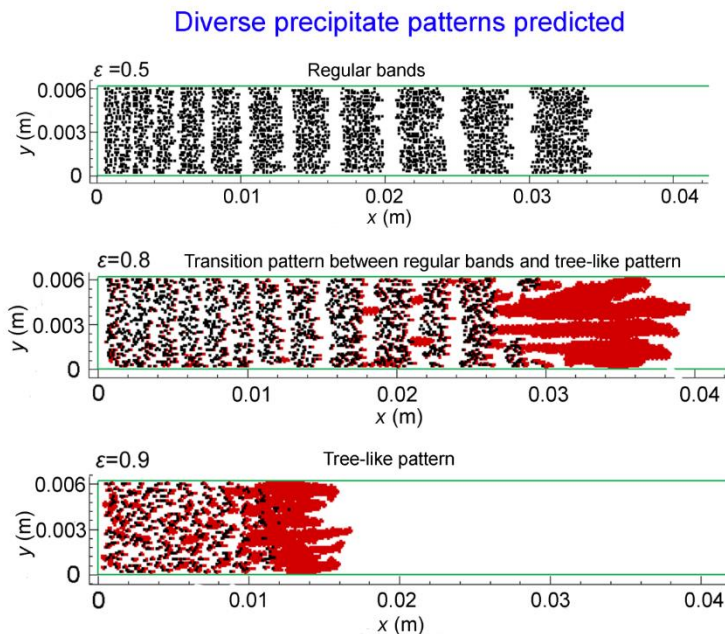 Diverse precipitate patterns predicted
ε=0.5
Regular bands
y (m)
0.006
0.003
0
0 0.01 0.02 0.03 0.04
x (m)
ε=0.8
Transition pattern between regular bands and tree-like pattern
y (m)
0.006
0.003
0
0 0.01 0.02 0.03 0.04
x (m)
ε=0.9
Tree-like pattern
y (m)
0.006
0.003
0
0 0.01 0.02 0.03 0.04
x (m)